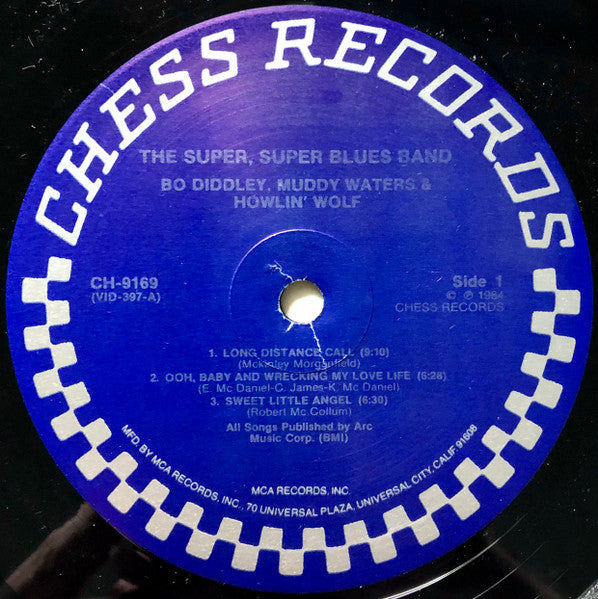 CHESS RECORDS
THE SUPER, SUPER BLUES BAND
BO DIDDLEY, MUDDY WATERS &
HOWLIN' WOLF
CH-9169
(VID-397-A)
Side 1
© ℗ 1984
CHESS RECORDS
1. LONG DISTANCE CALL (9:10)
(McKinley Morganfield)
2. OOH, BABY AND WRECKING MY LOVE LIFE (6:28)
(E. Mc Daniel-C. James-K. Mc Daniel)
3. SWEET LITTLE ANGEL (6:30)
(Robert Mc Collum)
All Songs Published by Arc
Music Corp. (BMI)
MCA RECORDS, INC.
MFD. BY MCA RECORDS, INC., 70 UNIVERSAL PLAZA, UNIVERSAL CITY, CALIF. 91608